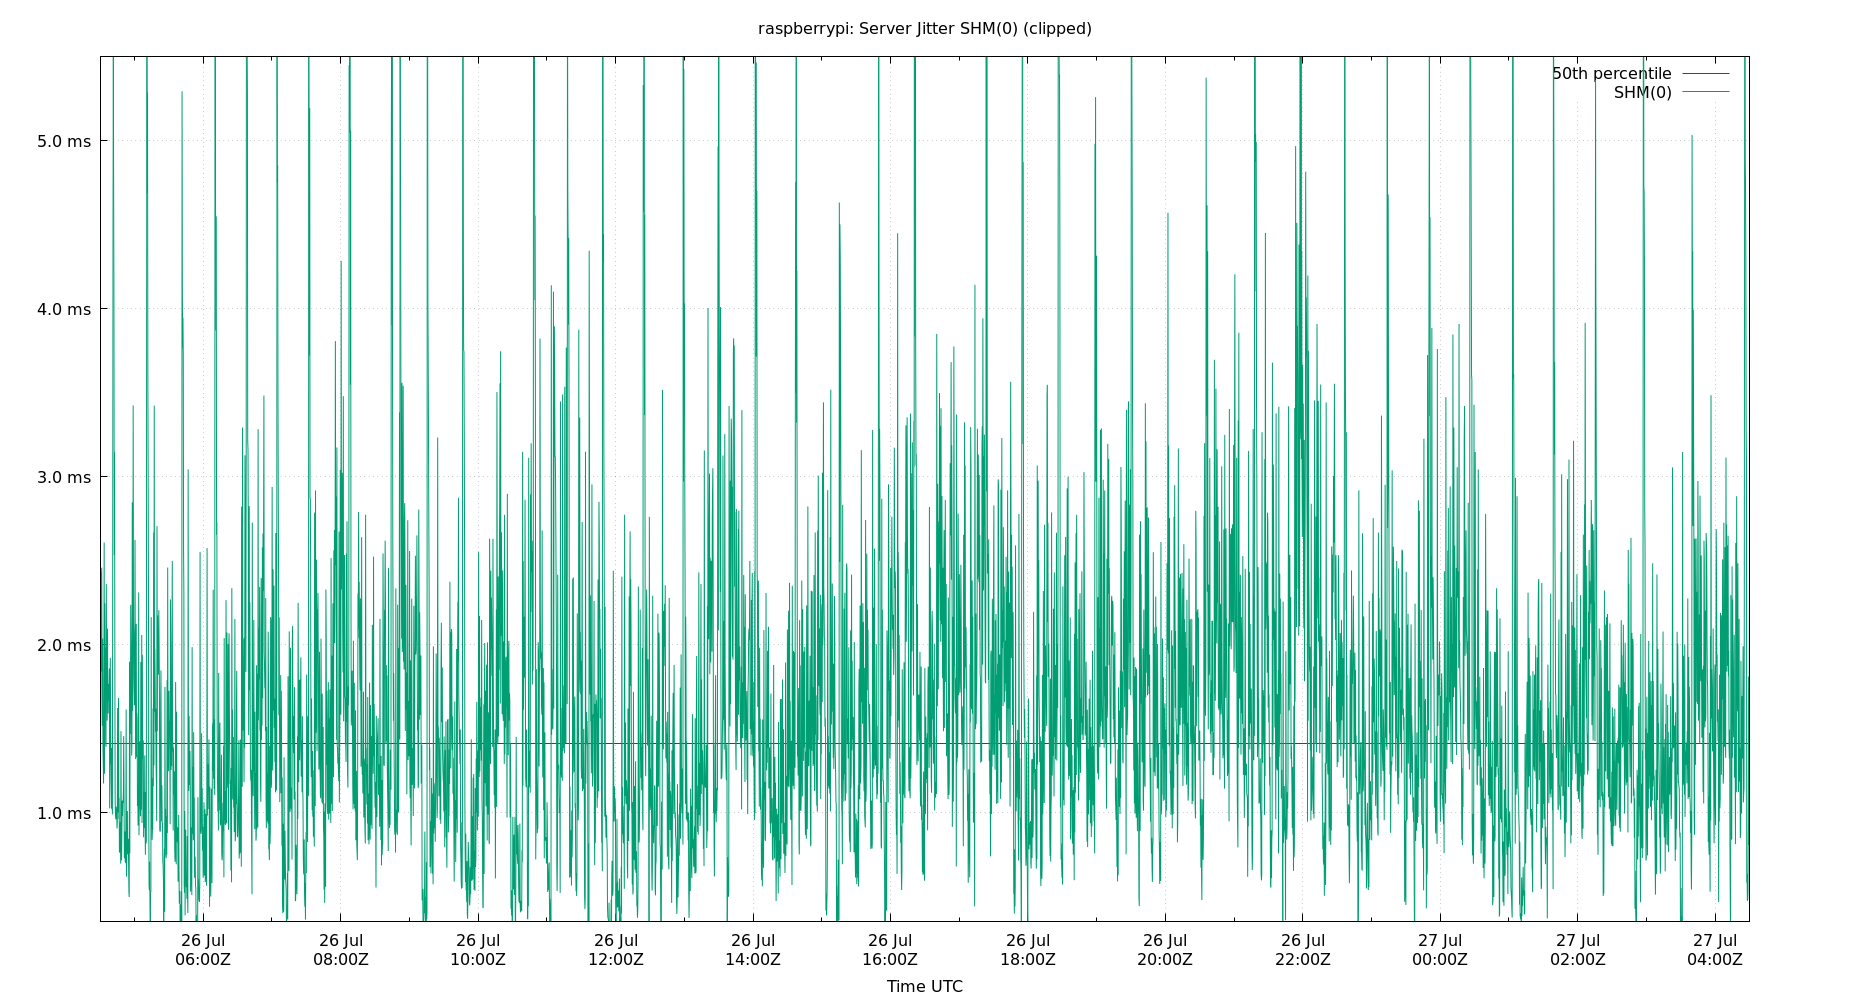 raspberrypi: Server Jitter SHM(0) (clipped)
50th percentile
SHM(0)
5.0 ms
4.0 ms
3.0 ms
2.0 ms
1.0 ms
26 Jul 26 Jul 26 Jul 26 Jul 26 Jul 26 Jul 26 Jul 26 Jul 26 Jul 27 Jul 27 Jul 27 Jul
06:00Z 08:00Z 10:00Z 12:00Z 14:00Z 16:00Z 18:00Z 20:00Z 22:00Z 00:00Z 02:00Z 04:00Z
Time UTC